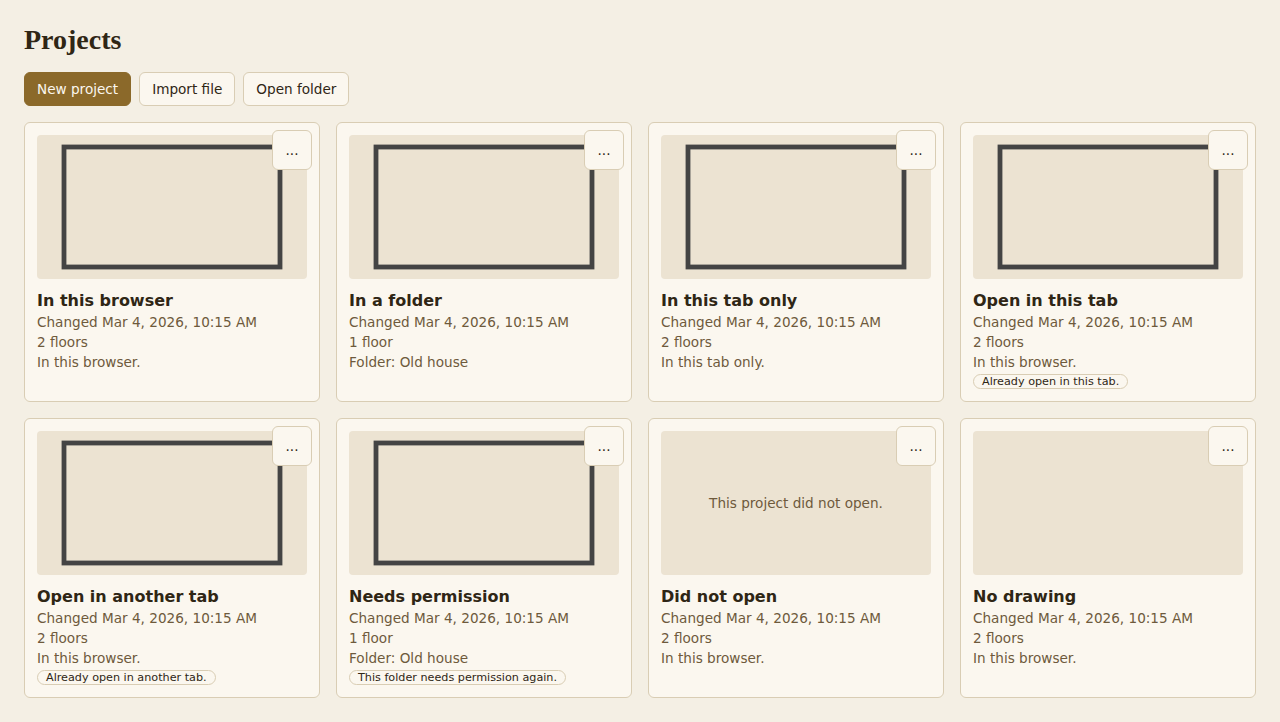 Projects
New project
Import file
Open folder
...
In this browser
Changed Mar 4, 2026, 10:15 AM
2 floors
In this browser.
...
In a folder
Changed Mar 4, 2026, 10:15 AM
1 floor
Folder: Old house
...
In this tab only
Changed Mar 4, 2026, 10:15 AM
2 floors
In this tab only.
...
Open in this tab
Changed Mar 4, 2026, 10:15 AM
2 floors
In this browser.
Already open in this tab.
...
Open in another tab
Changed Mar 4, 2026, 10:15 AM
2 floors
In this browser.
Already open in another tab.
...
Needs permission
Changed Mar 4, 2026, 10:15 AM
1 floor
Folder: Old house
This folder needs permission again.
...
This project did not open.
Did not open
Changed Mar 4, 2026, 10:15 AM
2 floors
In this browser.
...
No drawing
Changed Mar 4, 2026, 10:15 AM
2 floors
In this browser.